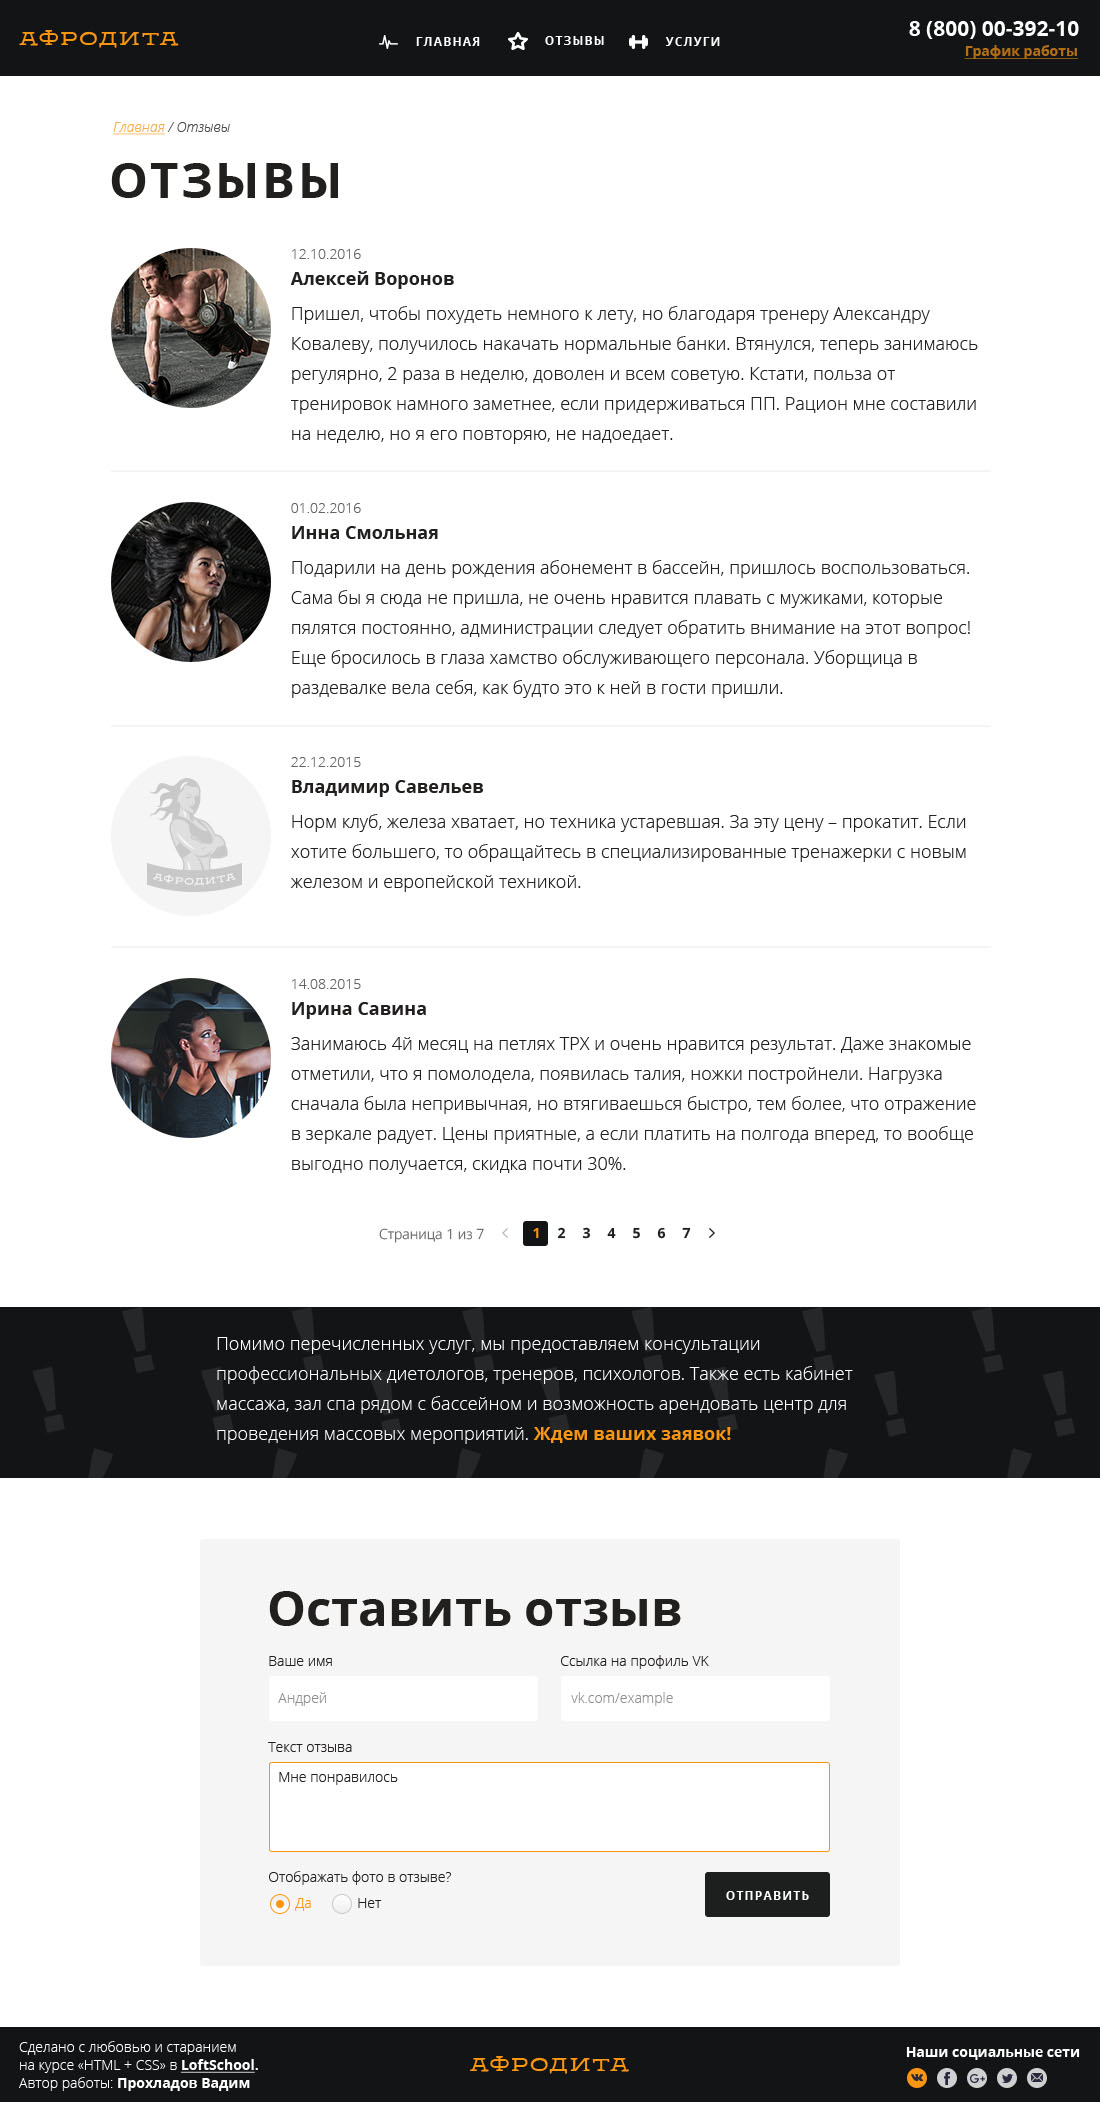 АФРОДИТА
ГЛАВНАЯ
ОТЗЫВЫ
УСЛУГИ
8 (800) 00-392-10
График работы
Главная / Отзывы
ОТЗЫВЫ
12.10.2016
Алексей Воронов
Пришел, чтобы похудеть немного к лету, но благодаря тренеру Александру
Ковалеву, получилось накачать нормальные банки. Втянулся, теперь занимаюсь
регулярно, 2 раза в неделю, доволен и всем советую. Кстати, польза от
тренировок намного заметнее, если придерживаться ПП. Рацион мне составили
на неделю, но я его повторяю, не надоедает.
01.02.2016
Инна Смольная
Подарили на день рождения абонемент в бассейн, пришлось воспользоваться.
Сама бы я сюда не пришла, не очень нравится плавать с мужиками, которые
пялятся постоянно, администрации следует обратить внимание на этот вопрос!
Еще бросилось в глаза хамство обслуживающего персонала. Уборщица в
раздевалке вела себя, как будто это к ней в гости пришли.
АФРОДИТА
22.12.2015
Владимир Савельев
Норм клуб, железа хватает, но техника устаревшая. За эту цену – прокатит. Если
хотите большего, то обращайтесь в специализированные тренажерки с новым
железом и европейской техникой.
14.08.2015
Ирина Савина
Занимаюсь 4й месяц на петлях ТРХ и очень нравится результат. Даже знакомые
отметили, что я помолодела, появилась талия, ножки постройнели. Нагрузка
сначала была непривычная, но втягиваешься быстро, тем более, что отражение
в зеркале радует. Цены приятные, а если платить на полгода вперед, то вообще
выгодно получается, скидка почти 30%.
Страница 1 из 7 < 1 2 3 4 5 6 7 >
Помимо перечисленных услуг, мы предоставляем консультации
профессиональных диетологов, тренеров, психологов. Также есть кабинет
массажа, зал спа рядом с бассейном и возможность арендовать центр для
проведения массовых мероприятий. Ждем ваших заявок!
Оставить отзыв
Ваше имя
Ссылка на профиль VK
Андрей
vk.com/example
Текст отзыва
Мне понравилось
Отображать фото в отзыве?
Да
Нет
ОТПРАВИТЬ
Сделано с любовью и старанием
на курсе «HTML + CSS» в LoftSchool.
Автор работы: Прохладов Вадим
АФРОДИТА
Наши социальные сети